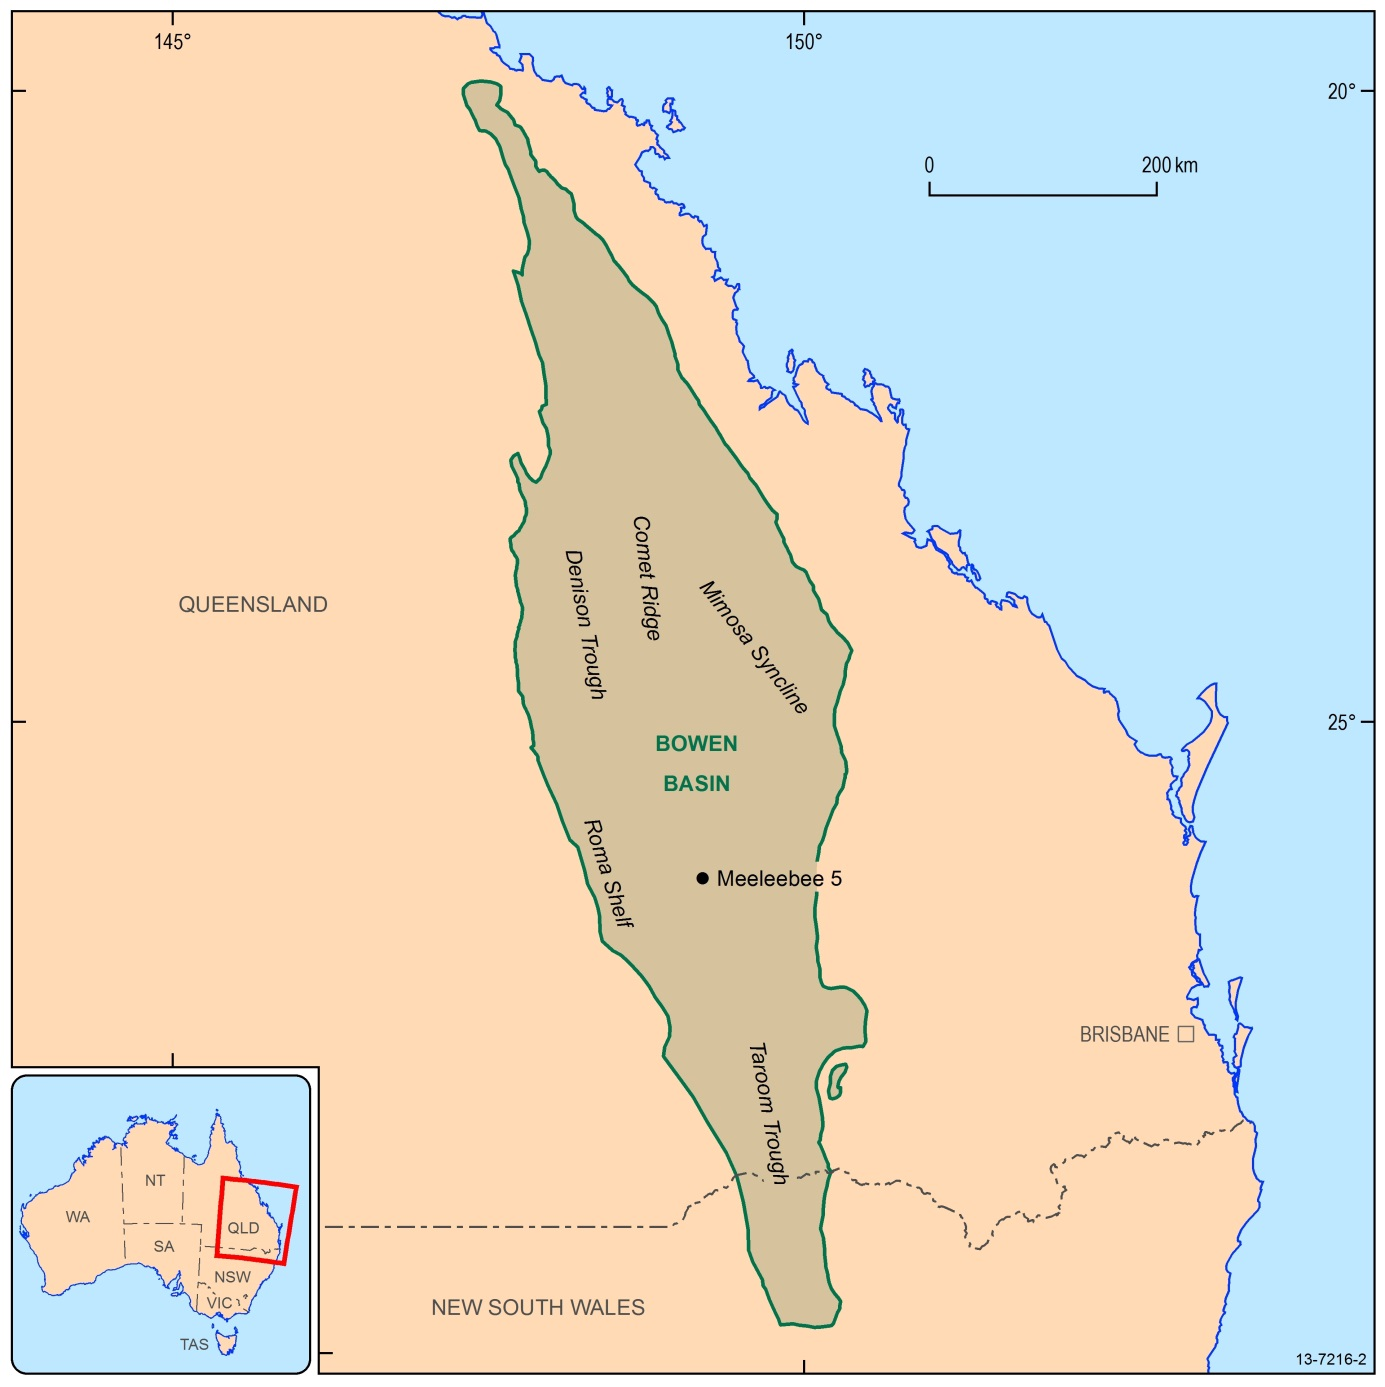 145°
150°
20°
0
200 km
Comet Ridge
Denison Trough
Mimosa Syncline
QUEENSLAND
25°
BOWEN
BASIN
Roma Shelf
Meeleebee 5
BRISBANE
Taroom Trough
NT
WA
QLD
SA
NSW
VIC
TAS
NEW SOUTH WALES
13-7216-2